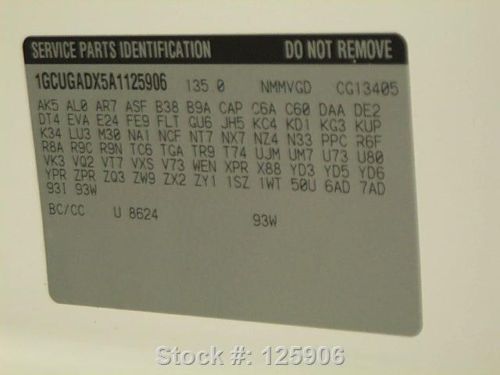 SERVICE PARTS IDENTIFICATION DO NOT REMOVE
1GCUGADX5A1125906 135.0 NMMVGD CG13405
AK5 AL0 AR7 ASF B38 B9A CAP C6A C60 DAA DE2
DT4 EVA E24 FE9 FLT GU6 JH5 KC4 KD1 KG3 KUP
K34 LU3 M30 NA1 NCF NT7 NX7 NZ4 N33 PPC R6F
R8A R9C R9N TC6 TGA TR9 T74 UJM UM7 U73 U80
VK3 VQ2 VT7 VXS V73 WEN XPR X88 YD3 YD5 YD6
YPR ZPR ZQ3 ZW9 ZX2 ZY1 1SZ 1WT 50U 6AD 7AD
93I 93W
BC/CC U 8624 93W
Stock #: 125906